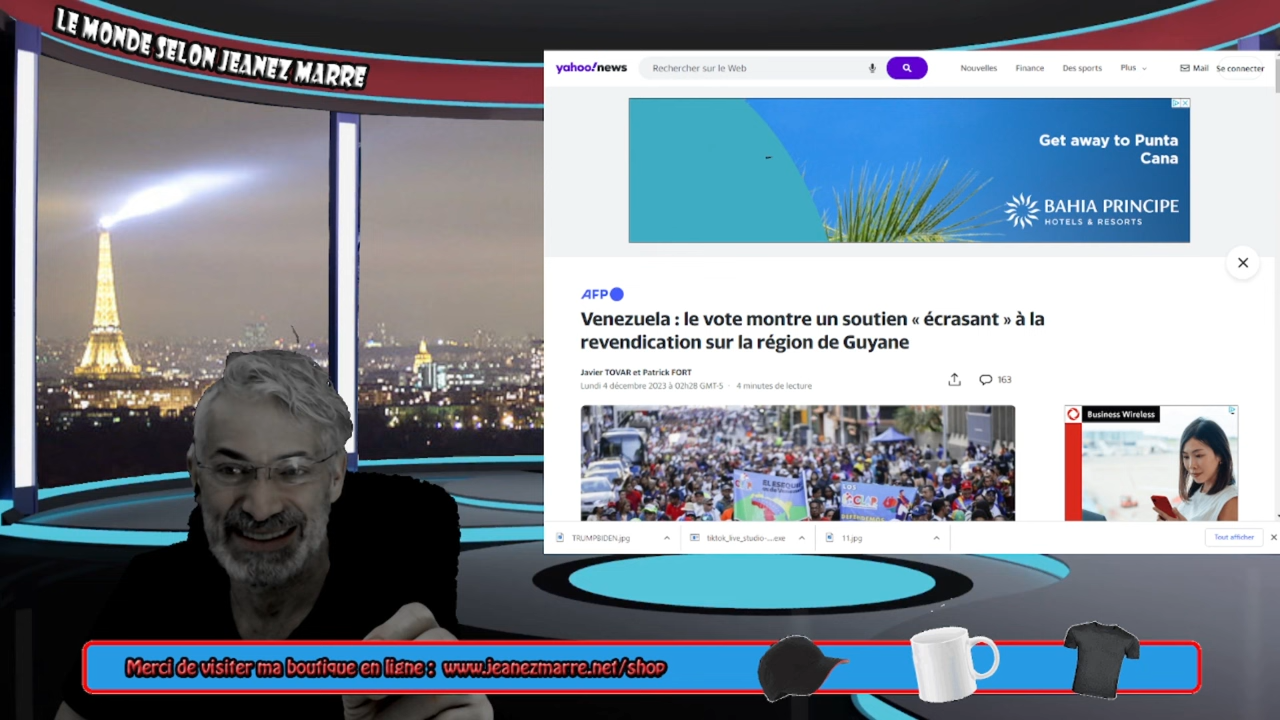 LE MONDE SELON JEANEZ MARRE
yahoo!news
Rechercher sur le Web
Nouvelles
Finance
Des sports
Plus
Mail
Se connecter
Get away to Punta
Cana
BAHIA PRINCIPE
HOTELS & RESORTS
AFP
Venezuela : le vote montre un soutien « écrasant » à la
revendication sur la région de Guyane
Javier TOVAR et Patrick FORT
Lundi 4 décembre 2023 à 02h28 GMT-5 · 4 minutes de lecture
163
Business Wireless
EL ESEQUIBO
TRUMPBIDEN.jpg
tiktok_live_studio-....exe
11.jpg
Tout afficher
Merci de visiter ma boutique en ligne : www.jeanezmarre.net/shop